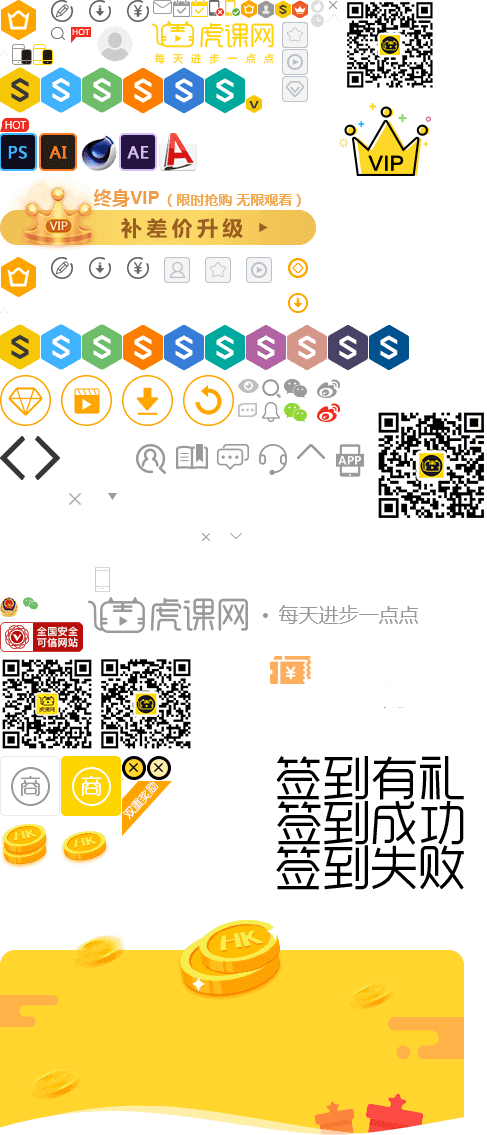 HOT
虎课网
每天进步一点点
HOT
PS
AI
AE
VIP
终身VIP（限时抢购 无限观看）
VIP
补差价升级
APP
虎课网 • 每天进步一点点
全国安全
可信网站
¥
商
商
双重奖励
HK
HK
签到有礼
签到成功
签到失败
HK